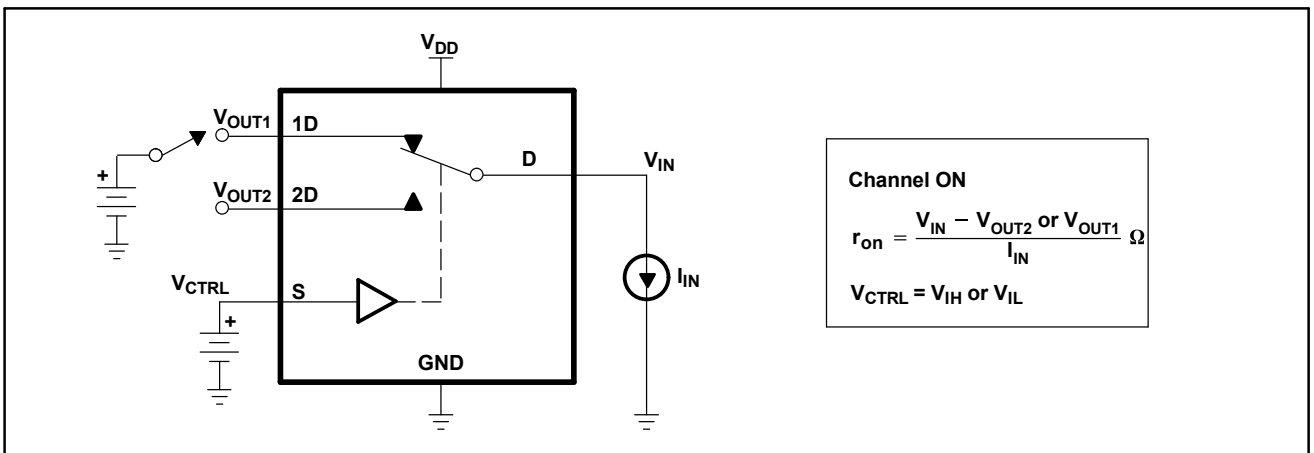 VDD
VOUT1 1D
D VIN
VOUT2 2D
+
VCTRL S
+
IIN
GND
Channel ON
ron = VIN − VOUT2 or VOUT1 / IIN Ω
VCTRL = VIH or VIL